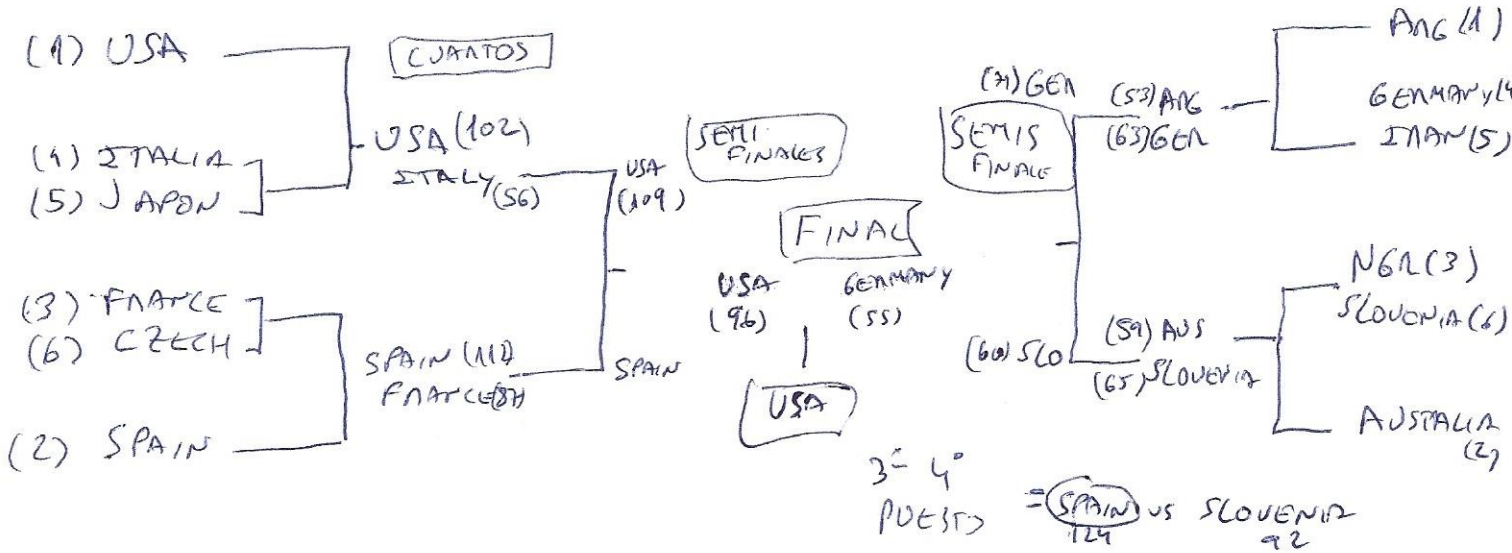 (1) USA
(4) ITALIA
(5) JAPON
(3) FRANCE
(6) CZECH
(2) SPAIN
CUARTOS
USA (102)
ITALY (56)
SPAIN
FRANCE (87)
SEMI
FINALES
USA
(109)
SPAIN
FINAL
USA
(96)
GERMANY
(55)
USA
3º 4º
PUESTO = SPAIN VS SLOVENIA
124 92
SEMIS
FINALE
(71) GER
(60) SLO
(53) ARG
(63) GER
(59) AUS
(65) SLOVENIA
ARG (1)
GERMANY (4
IRAN (5)
NGR (3)
SLOVENIA (6)
AUSTALIA
(2)